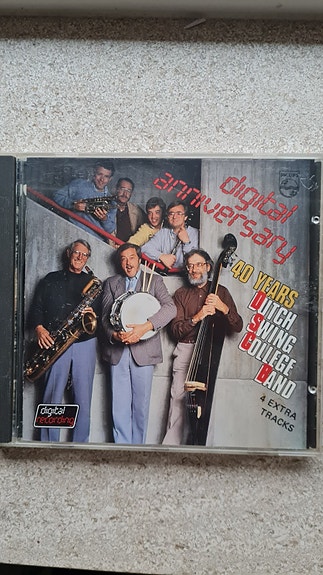 PHILIPS
digital
anniversary
40 YEARS
DUTCH
SWING
COLLEGE
BAND
4 EXTRA
TRACKS
digital
recording